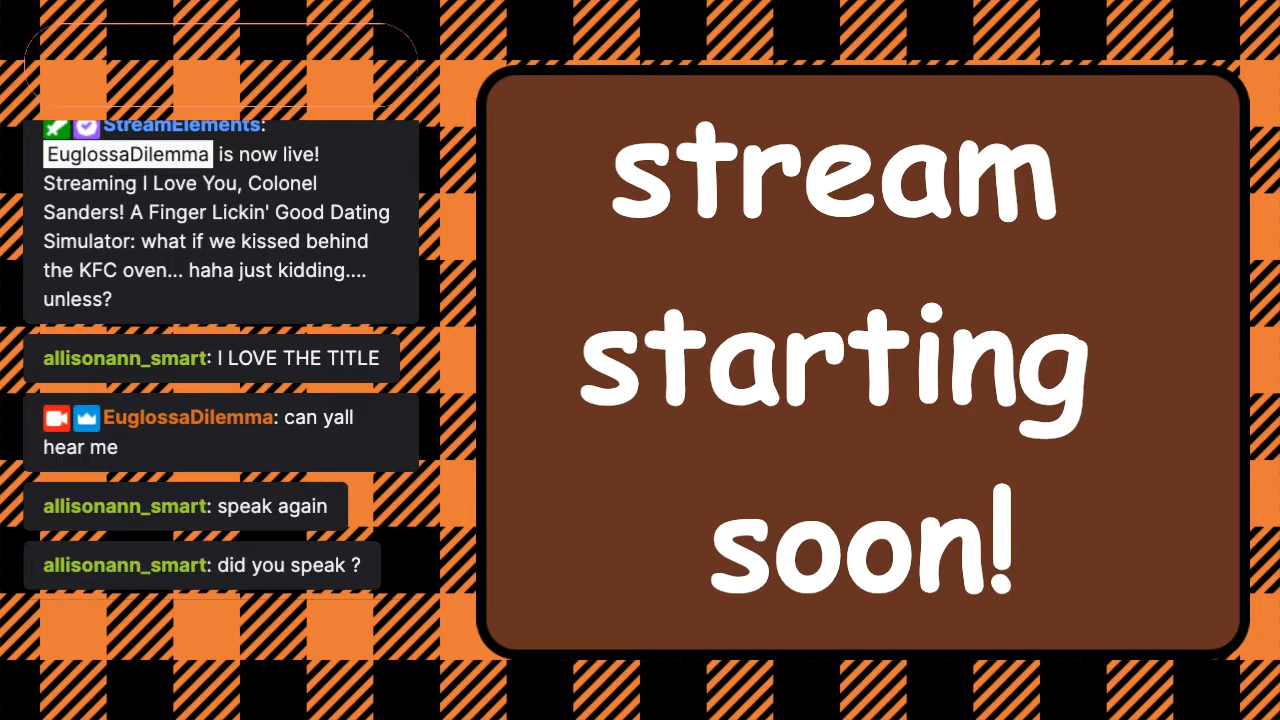 StreamElements:
EuglossaDilemma is now live!
Streaming I Love You, Colonel
Sanders! A Finger Lickin' Good Dating
Simulator: what if we kissed behind
the KFC oven... haha just kidding....
unless?
allisonann_smart: I LOVE THE TITLE
EuglossaDilemma: can yall
hear me
allisonann_smart: speak again
allisonann_smart: did you speak ?
stream
starting
soon!